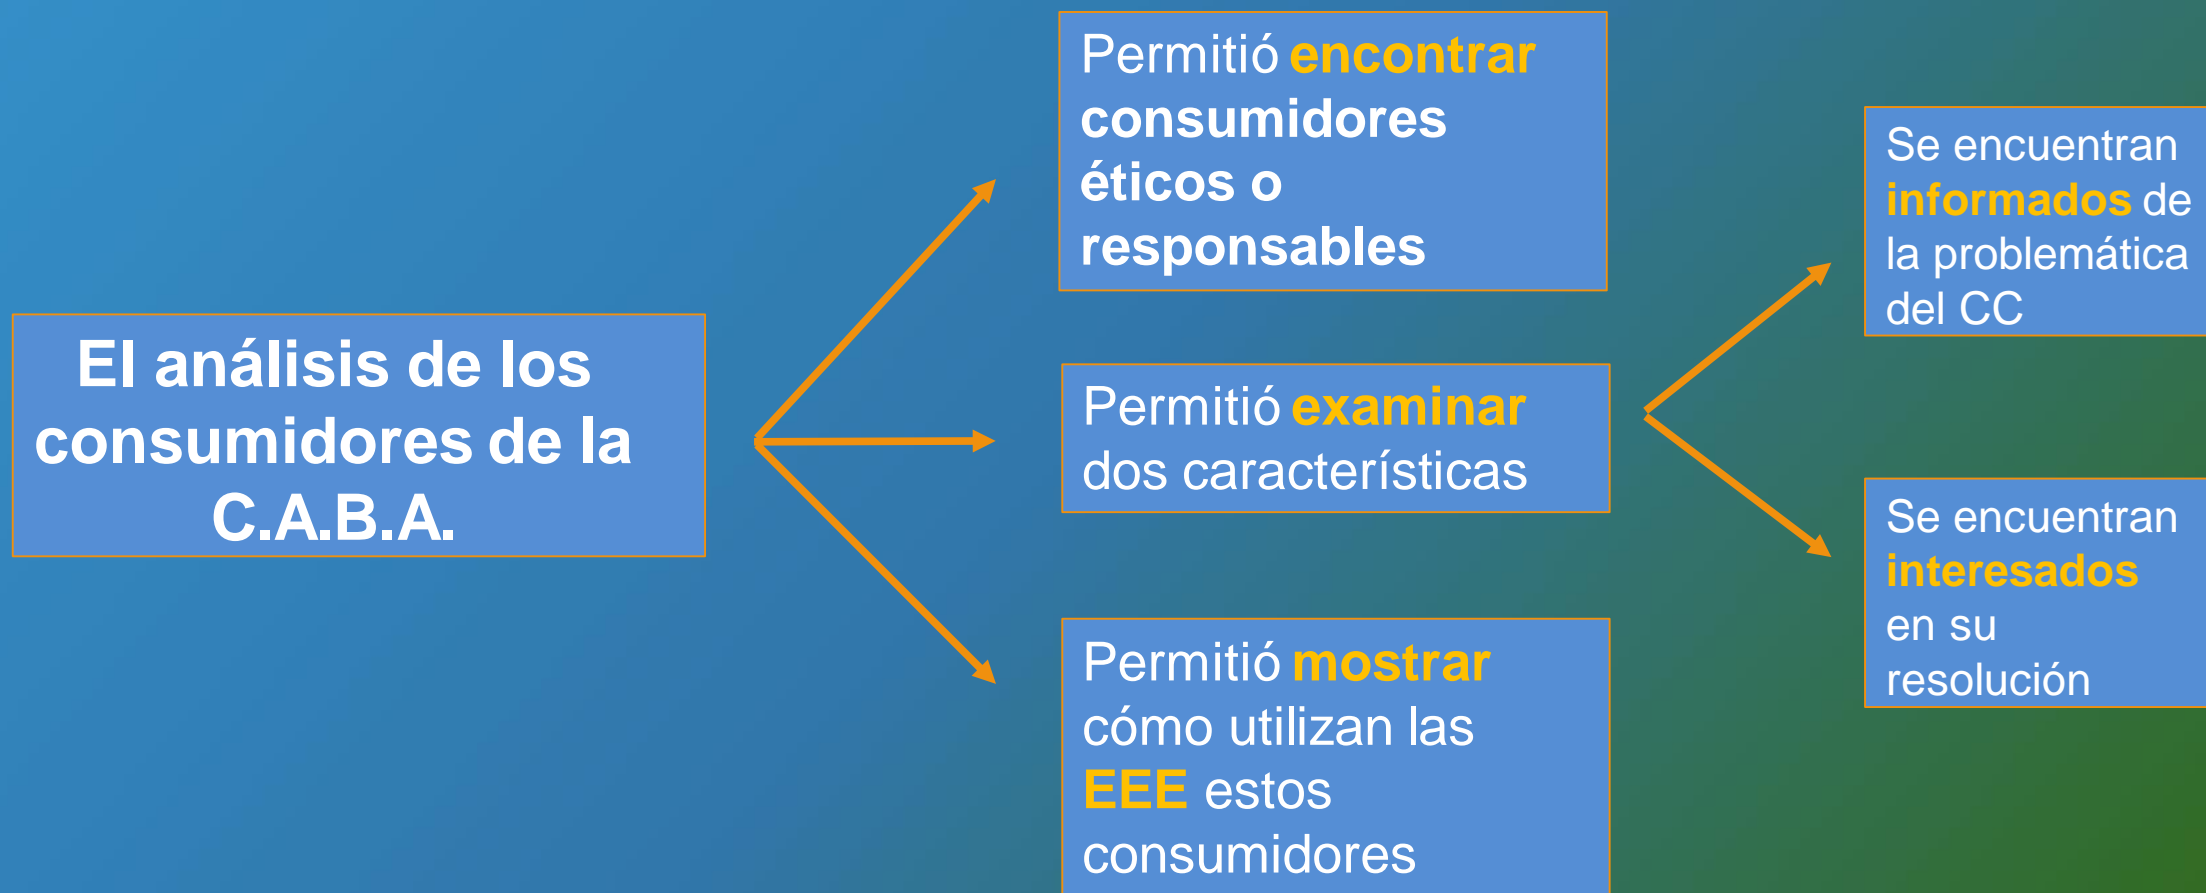 El análisis de los
consumidores de la
C.A.B.A.
Permitió encontrar
consumidores
éticos o
responsables
Permitió examinar
dos características
Permitió mostrar
cómo utilizan las
EEE estos
consumidores
Se encuentran
informados de
la problemática
del CC
Se encuentran
interesados
en su
resolución